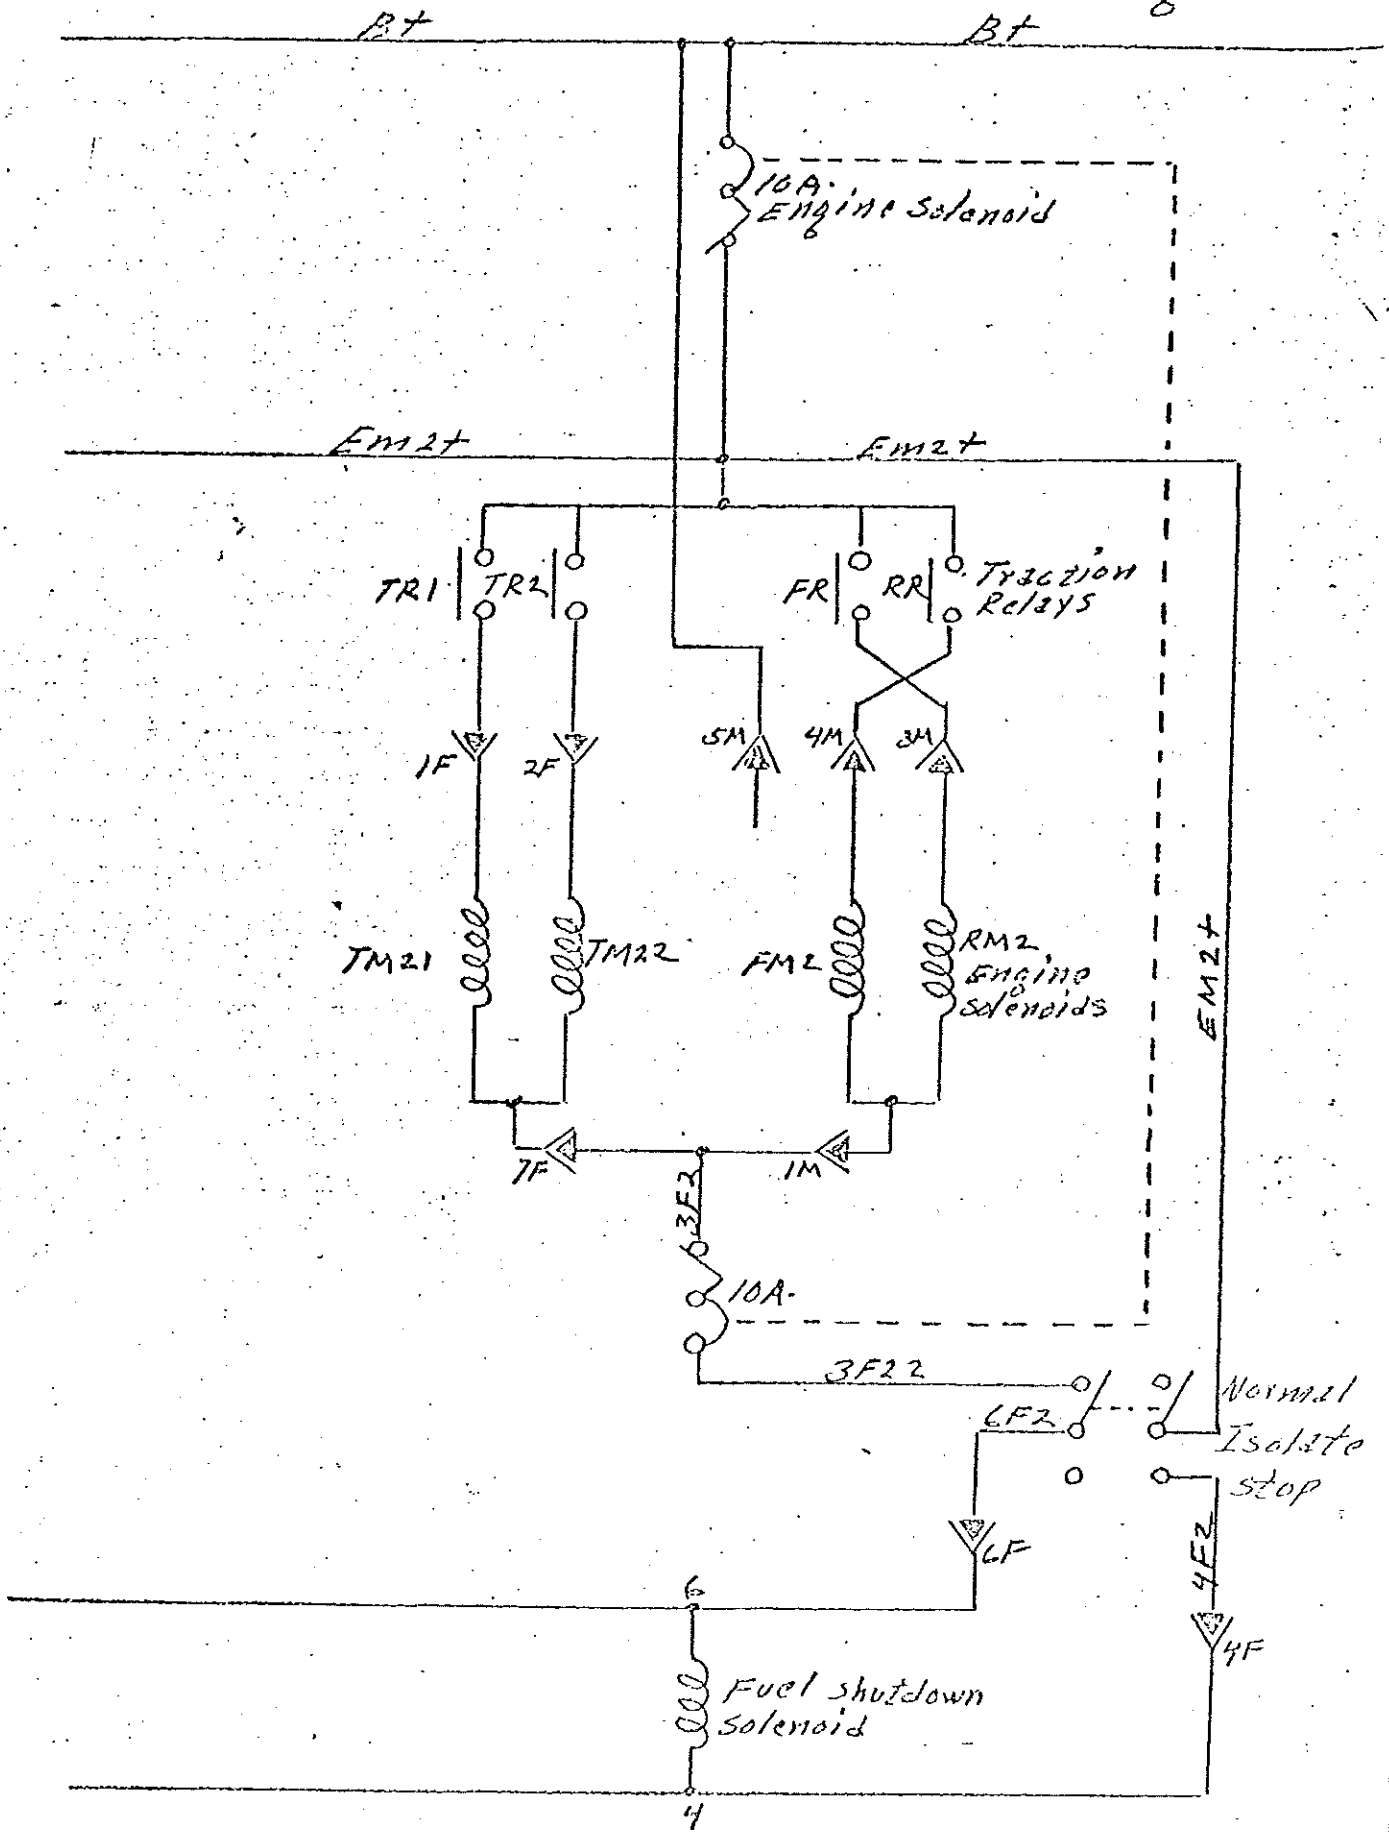 B+
B+
10A.
Engine Solenoid
Em2+
Em2+
TR1
TR2
FR
RR
Traction
Relays
1F
2F
5M
4M
3M
TM21
TM22
FM2
RM2
Engine
Solenoids
EM2+
7F
1M
3F2
10A.
3F22
Normal
6F2
Isolate
Stop
6F
4F2
6
4F
Fuel shutdown
Solenoid
4